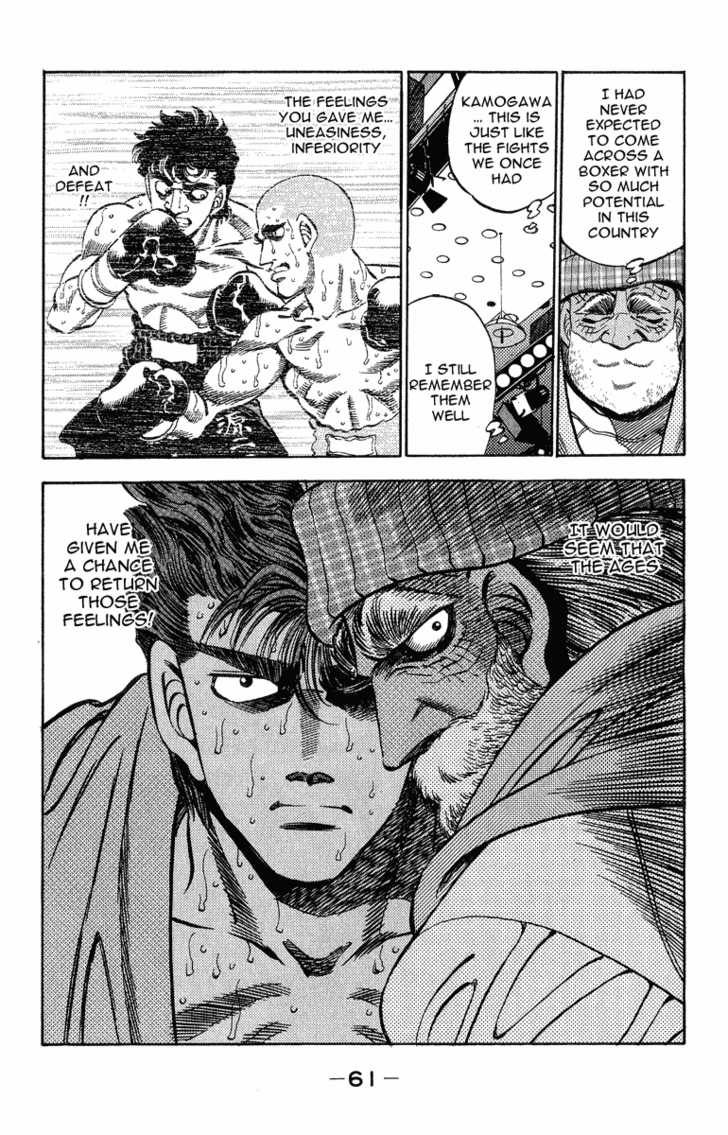 I HAD
NEVER
EXPECTED
TO COME
ACROSS A
BOXER WITH
SO MUCH
POTENTIAL
IN THIS
COUNTRY
KAMOGAWA
... THIS IS
JUST LIKE
THE FIGHTS
WE ONCE
HAD
I STILL
REMEMBER
THEM
WELL
THE FEELINGS
YOU GAVE ME...
UNEASINESS,
INFERIORITY
AND
DEFEAT
!!
IT WOULD
SEEM THAT
THE AGES
HAVE
GIVEN ME
A CHANCE
TO RETURN
THOSE
FEELINGS!
-61-